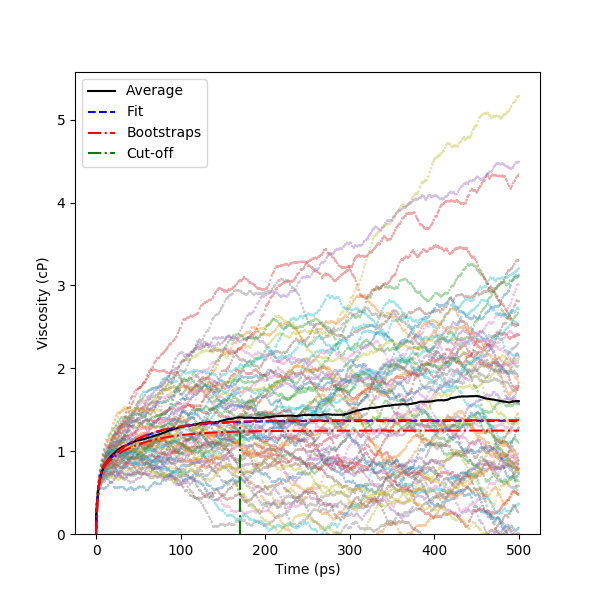 Average
Fit
Bootstraps
Cut-off
5
4
3
2
1
0
Viscosity (cP)
0 100 200 300 400 500
Time (ps)